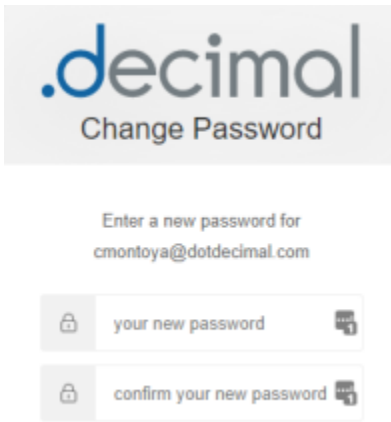 .decimal
Change Password
Enter a new password for
cmontoya@dotdecimal.com
your new password
confirm your new password